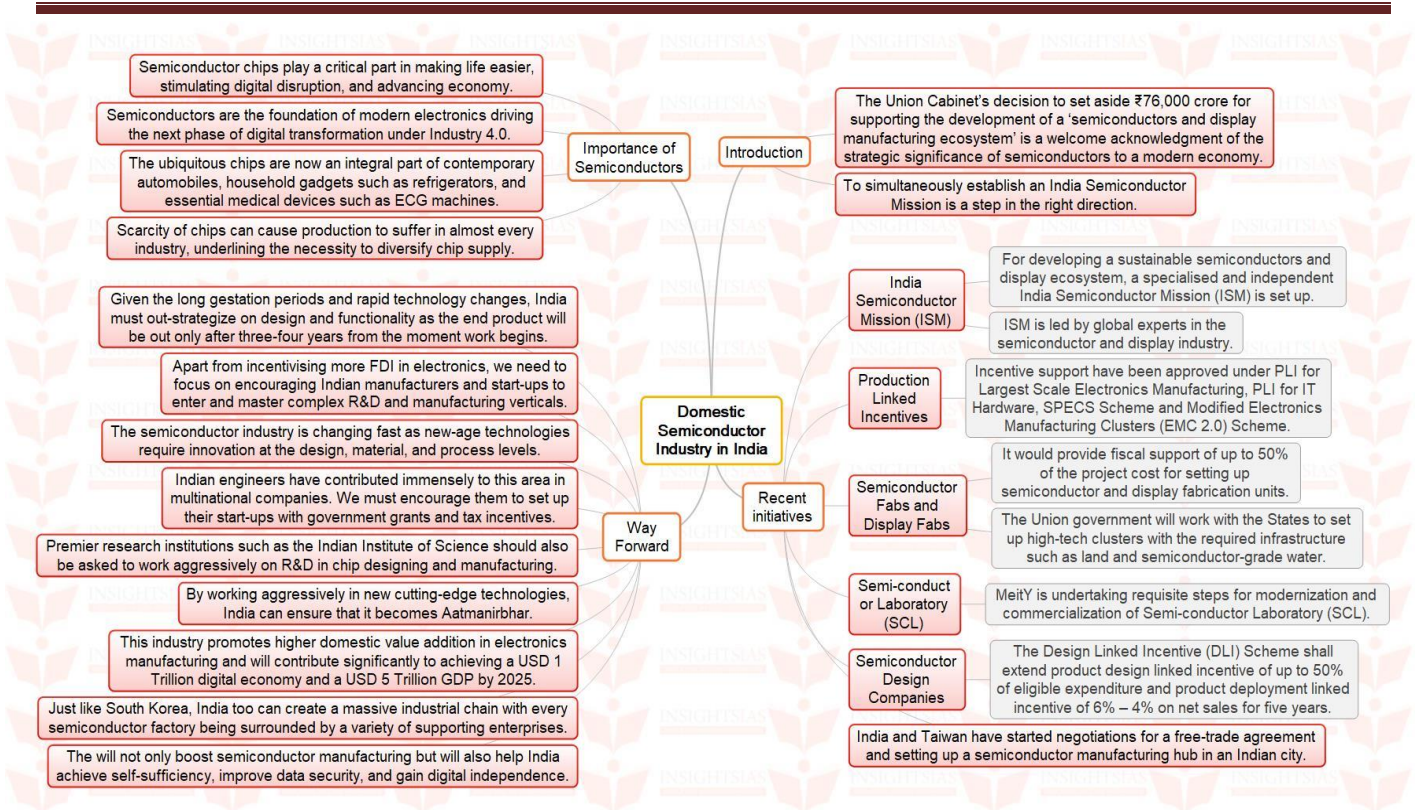 Domestic
Semiconductor
Industry in India
Introduction
The Union Cabinet's decision to set aside ₹76,000 crore for
supporting the development of a 'semiconductors and display
manufacturing ecosystem' is a welcome acknowledgment of the
strategic significance of semiconductors to a modern economy.
To simultaneously establish an India Semiconductor
Mission is a step in the right direction.
Importance of
Semiconductors
Semiconductor chips play a critical part in making life easier,
stimulating digital disruption, and advancing economy.
Semiconductors are the foundation of modern electronics driving
the next phase of digital transformation under Industry 4.0.
The ubiquitous chips are now an integral part of contemporary
automobiles, household gadgets such as refrigerators, and
essential medical devices such as ECG machines.
Scarcity of chips can cause production to suffer in almost every
industry, underlining the necessity to diversify chip supply.
Recent
initiatives
India
Semiconductor
Mission (ISM)
For developing a sustainable semiconductors and
display ecosystem, a specialised and independent
India Semiconductor Mission (ISM) is set up.
ISM is led by global experts in the
semiconductor and display industry.
Production
Linked
Incentives
Incentive support have been approved under PLI for
Largest Scale Electronics Manufacturing, PLI for IT
Hardware, SPECS Scheme and Modified Electronics
Manufacturing Clusters (EMC 2.0) Scheme.
Semiconductor
Fabs and
Display Fabs
It would provide fiscal support of up to 50%
of the project cost for setting up
semiconductor and display fabrication units.
The Union government will work with the States to set
up high-tech clusters with the required infrastructure
such as land and semiconductor-grade water.
Semi-conduct
or Laboratory
(SCL)
MeitY is undertaking requisite steps for modernization and
commercialization of Semi-conductor Laboratory (SCL).
Semiconductor
Design
Companies
The Design Linked Incentive (DLI) Scheme shall
extend product design linked incentive of up to 50%
of eligible expenditure and product deployment linked
incentive of 6% – 4% on net sales for five years.
India and Taiwan have started negotiations for a free-trade agreement
and setting up a semiconductor manufacturing hub in an Indian city.
Way
Forward
Given the long gestation periods and rapid technology changes, India
must out-strategize on design and functionality as the end product will
be out only after three-four years from the moment work begins.
Apart from incentivising more FDI in electronics, we need to
focus on encouraging Indian manufacturers and start-ups to
enter and master complex R&D and manufacturing verticals.
The semiconductor industry is changing fast as new-age technologies
require innovation at the design, material, and process levels.
Indian engineers have contributed immensely to this area in
multinational companies. We must encourage them to set up
their start-ups with government grants and tax incentives.
Premier research institutions such as the Indian Institute of Science should also
be asked to work aggressively on R&D in chip designing and manufacturing.
By working aggressively in new cutting-edge technologies,
India can ensure that it becomes Aatmanirbhar.
This industry promotes higher domestic value addition in electronics
manufacturing and will contribute significantly to achieving a USD 1
Trillion digital economy and a USD 5 Trillion GDP by 2025.
Just like South Korea, India too can create a massive industrial chain with every
semiconductor factory being surrounded by a variety of supporting enterprises.
The will not only boost semiconductor manufacturing but will also help India
achieve self-sufficiency, improve data security, and gain digital independence.
INSIGHTSIAS